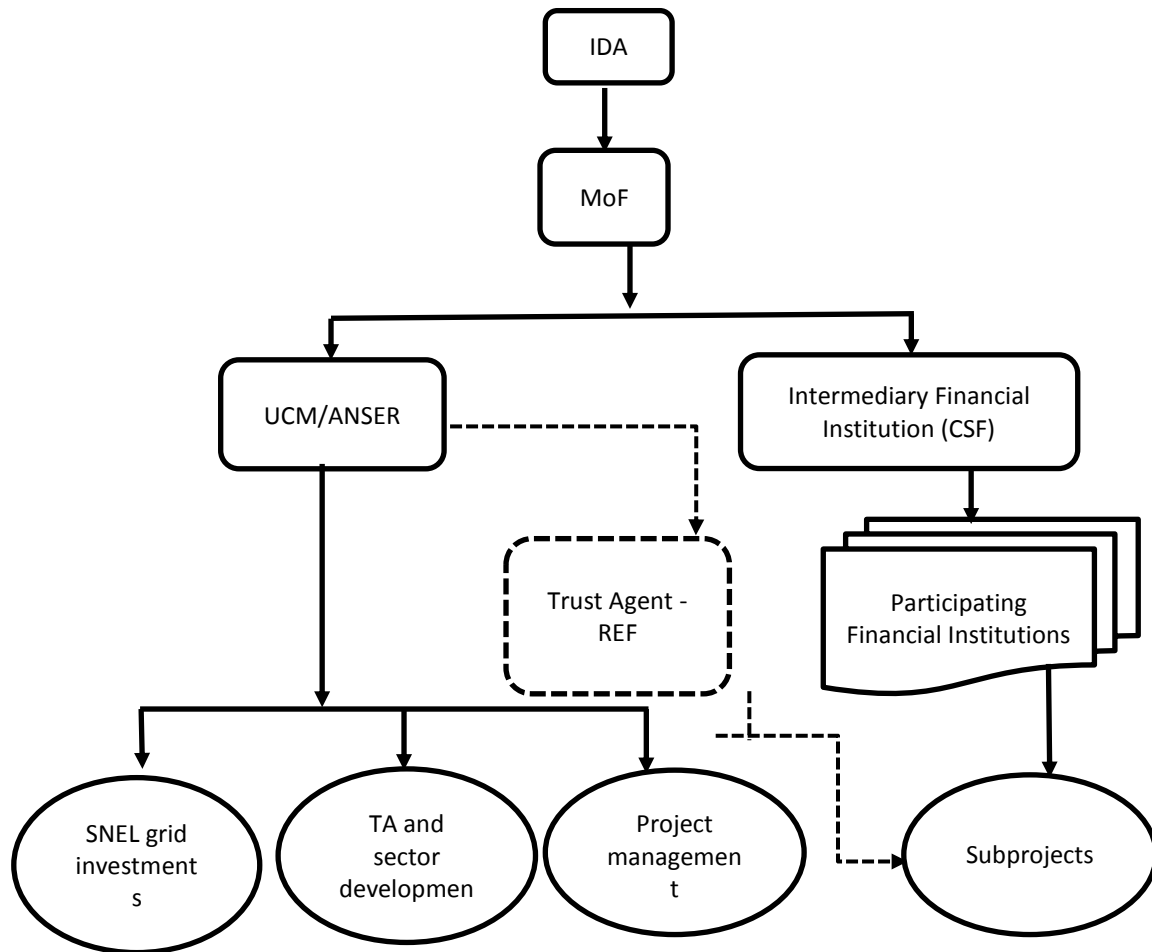 IDA
MoF
UCM/ANSER
Intermediary Financial
Institution (CSF)
Trust Agent -
REF
Participating
Financial Institutions
SNEL grid
investment
s
TA and
sector
developmen
Project
managemen
t
Subprojects